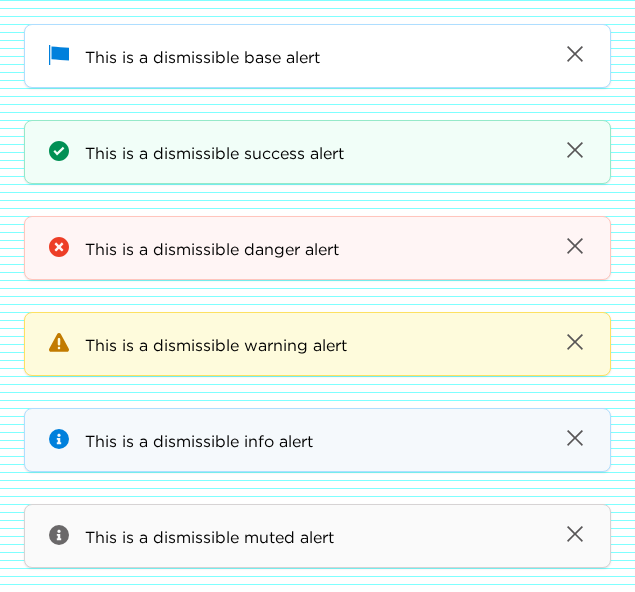 This is a dismissible base alert
This is a dismissible success alert
This is a dismissible danger alert
This is a dismissible warning alert
This is a dismissible info alert
This is a dismissible muted alert